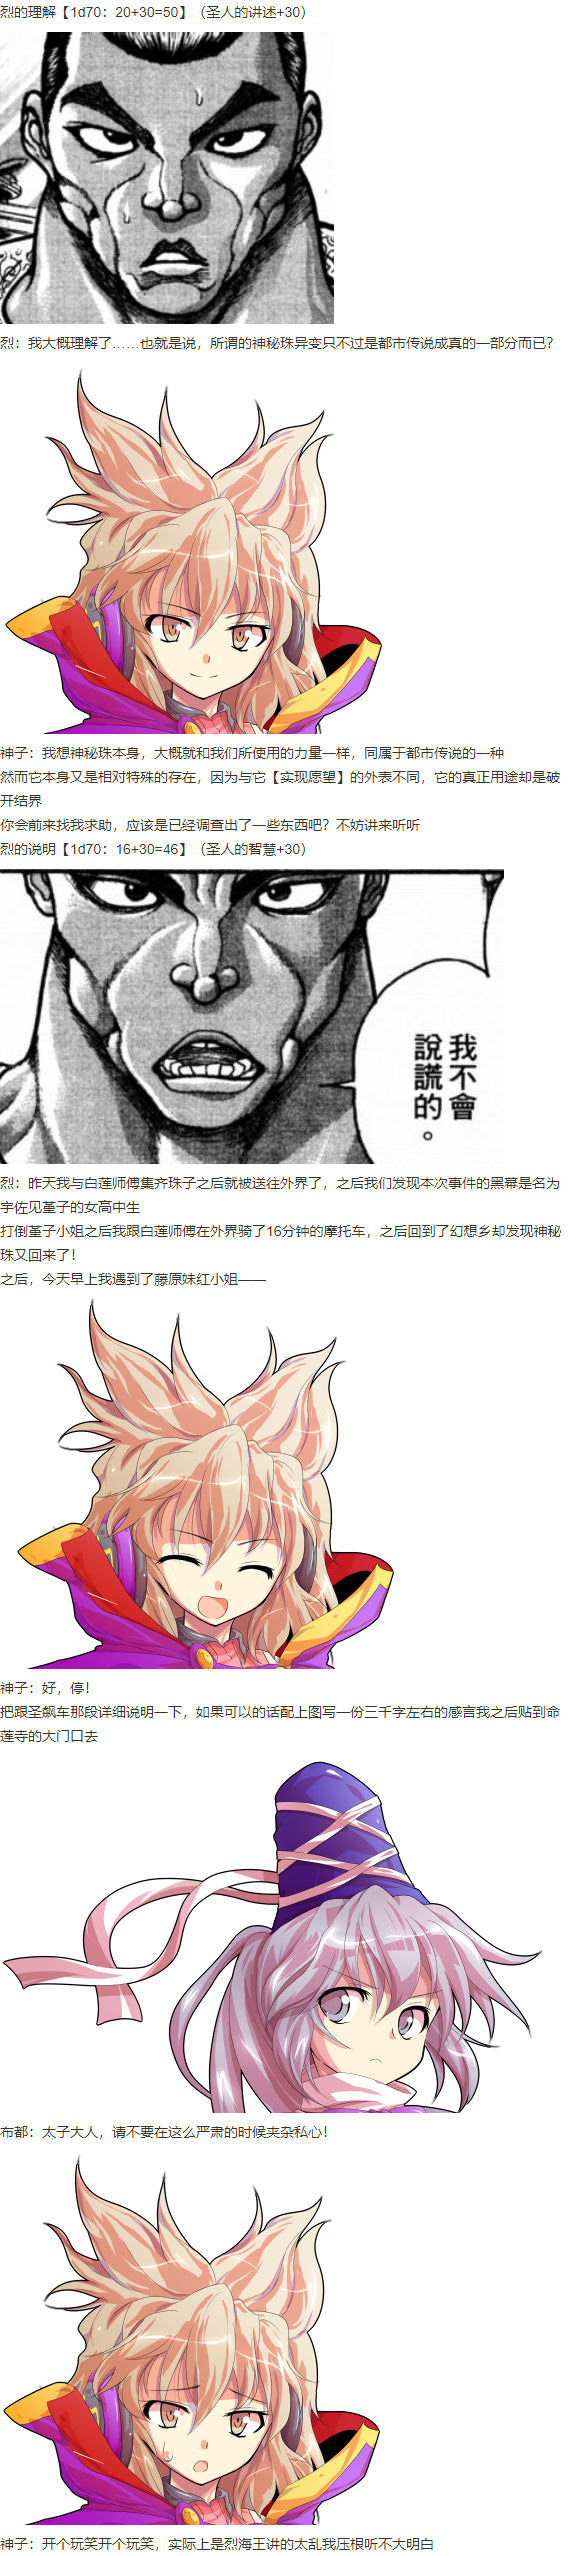 烈的理解【1d70：20+30=50】（圣人的讲述+30）
烈：我大概理解了……也就是说，所谓的神秘珠异变只不过是都市传说成真的一部分而已？
神子：我想神秘珠本身，大概就和我们所使用的力量一样，同属于都市传说的一种
然而它本身又是相对特殊的存在，因为与它【实现愿望】的外表不同，它的真正用途却是破
开结界
你会前来找我求助，应该是已经调查出了一些东西吧？不妨讲来听听
烈的说明【1d70：16+30=46】（圣人的智慧+30）
我不會
說謊的。
烈：昨天我与白莲师傅集齐珠子之后就被送往外界了，之后我们发现本次事件的黑幕是名为
宇佐见堇子的女高中生
打倒堇子小姐之后我跟白莲师傅在外界骑了16分钟的摩托车，之后回到了幻想乡却发现神秘
珠又回来了！
之后，今天早上我遇到了藤原妹红小姐——
神子：好，停！
把跟圣飙车那段详细说明一下，如果可以的话配上图写一份三千字左右的感言我之后贴到命
莲寺的大门口去
布都：太子大人，请不要在这么严肃的时候夹杂私心！
神子：开个玩笑开个玩笑，实际上是烈海王讲的太乱我压根听不大明白